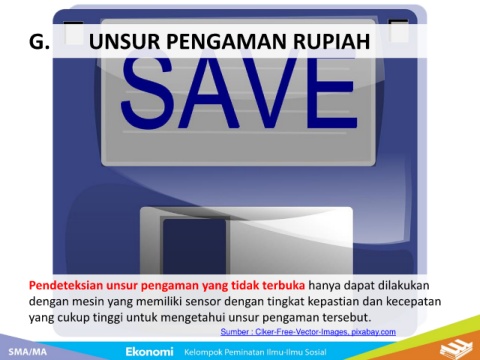 G. UNSUR PENGAMAN RUPIAH
SAVE
Pendeteksian unsur pengaman yang tidak terbuka hanya dapat dilakukan
dengan mesin yang memiliki sensor dengan tingkat kepastian dan kecepatan
yang cukup tinggi untuk mengetahui unsur pengaman tersebut.
Sumber : Clker-Free-Vector-Images, pixabay.com
SMA/MA Ekonomi Kelompok Peminatan Ilmu-Ilmu Sosial